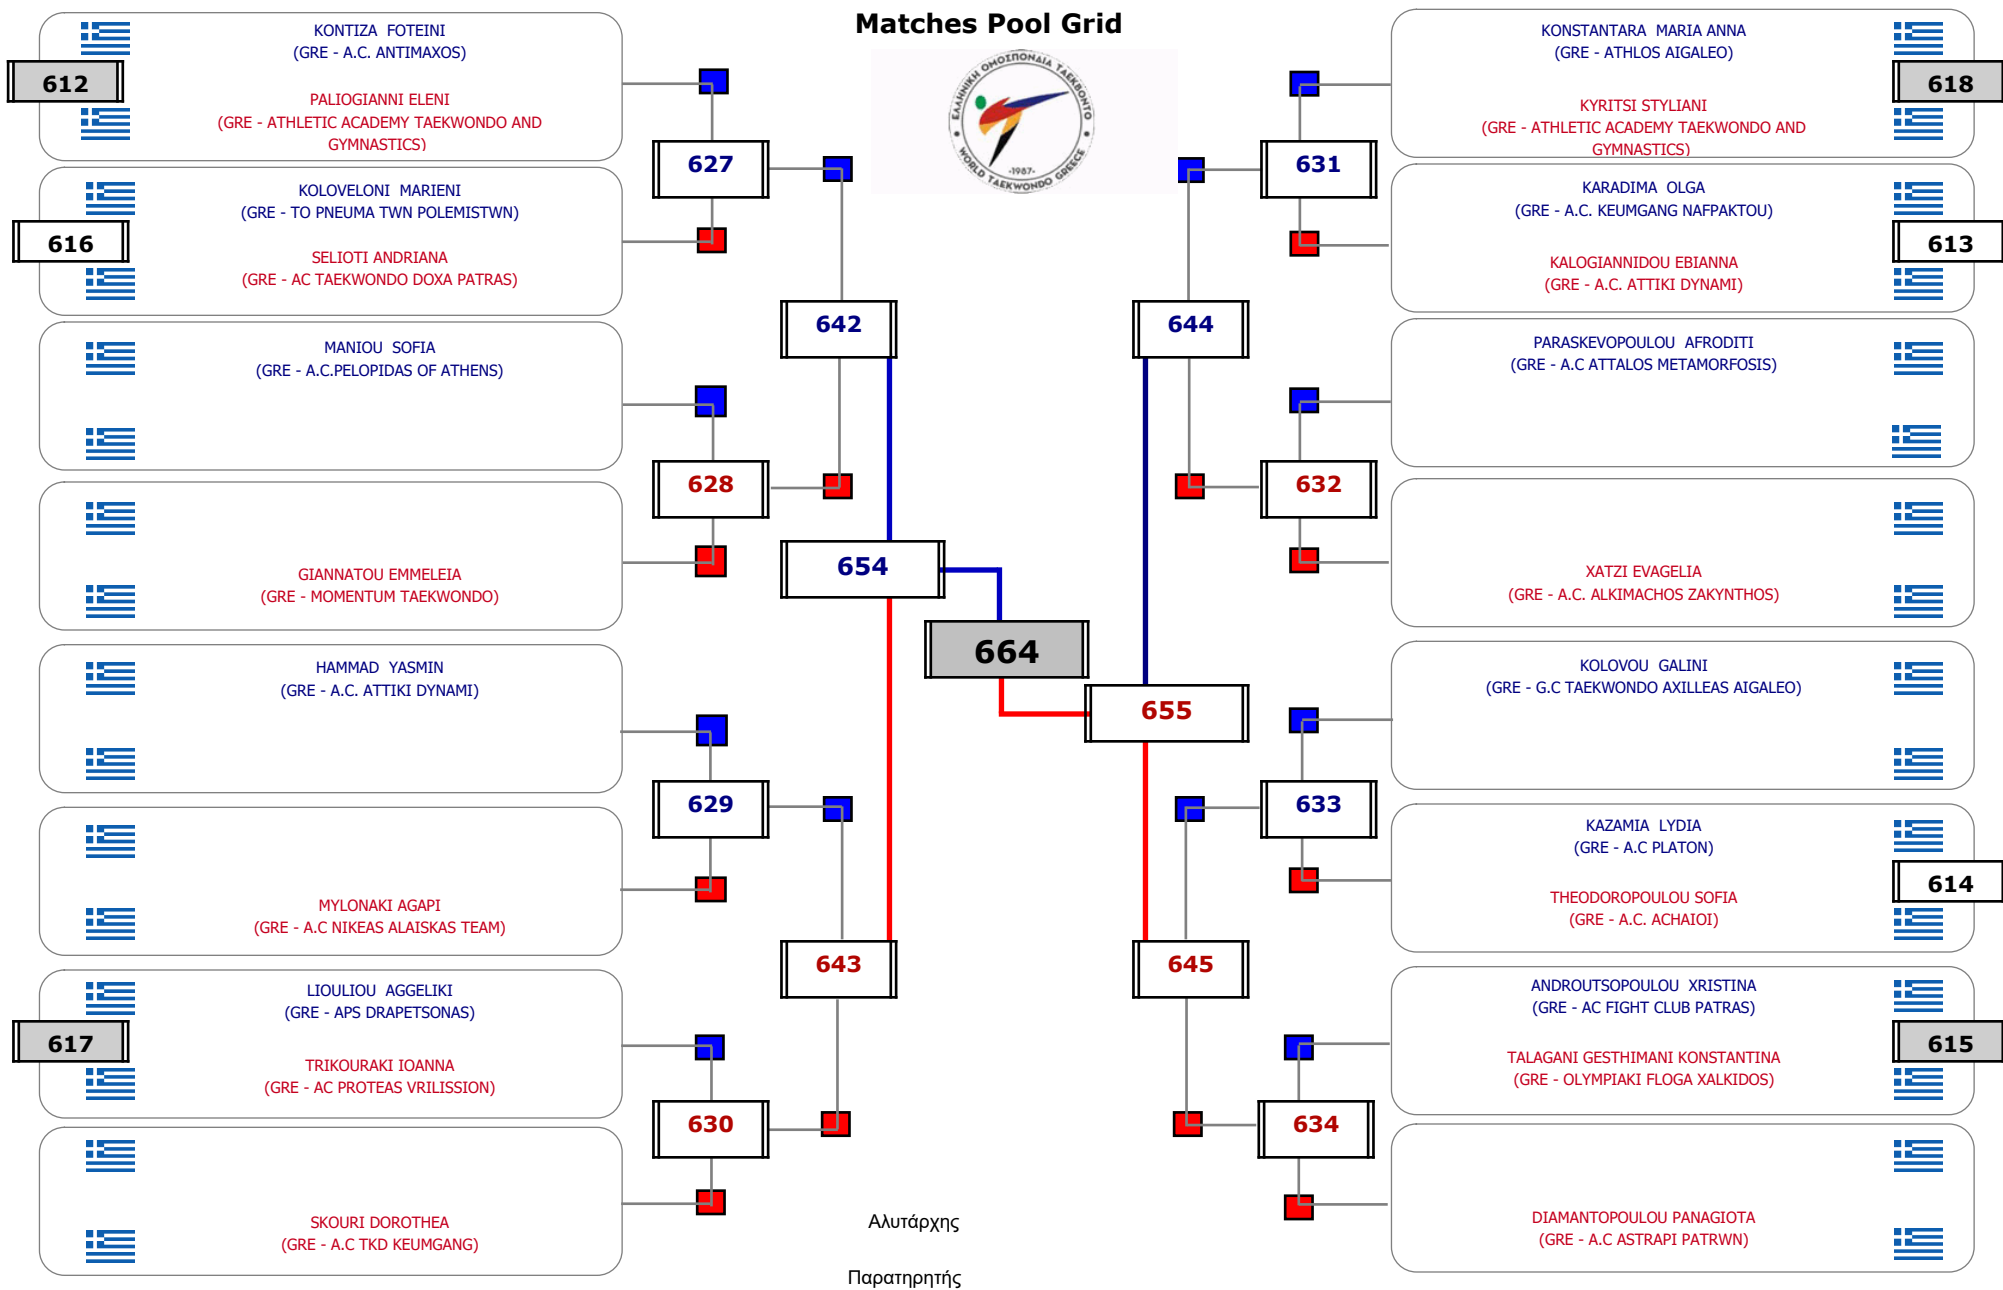 Matches Pool Grid
ΕΛΛΗΝΙΚΗ ΟΜΟΣΠΟΝΔΙΑ ΤΑΕΚΒΟΝΤΟ
-1987-
WORLD TAEKWONDO GREECE
KONTIZA FOTEINI
(GRE - A.C. ANTIMAXOS)
612
PALIOGIANNI ELENI
(GRE - ATHLETIC ACADEMY TAEKWONDO AND
GYMNASTICS)
KOLOVELONI MARIENI
(GRE - TO PNEUMA TWN POLEMISTWN)
616
SELIOTI ANDRIANA
(GRE - AC TAEKWONDO DOXA PATRAS)
MANIOU SOFIA
(GRE - A.C.PELOPIDAS OF ATHENS)
GIANNATOU EMMELEIA
(GRE - MOMENTUM TAEKWONDO)
HAMMAD YASMIN
(GRE - A.C. ATTIKI DYNAMI)
MYLONAKI AGAPI
(GRE - A.C NIKEAS ALAISKAS TEAM)
LIOULIOU AGGELIKI
(GRE - APS DRAPETSONAS)
617
TRIKOURAKI IOANNA
(GRE - AC PROTEAS VRILISSION)
SKOURI DOROTHEA
(GRE - A.C TKD KEUMGANG)
627
628
629
630
642
643
654
664
655
644
645
631
632
633
634
KONSTANTARA MARIA ANNA
(GRE - ATHLOS AIGALEO)
618
KYRITSI STYLIANI
(GRE - ATHLETIC ACADEMY TAEKWONDO AND
GYMNASTICS)
KARADIMA OLGA
(GRE - A.C. KEUMGANG NAFPAKTOU)
613
KALOGIANNIDOU EBIANNA
(GRE - A.C. ATTIKI DYNAMI)
PARASKEVOPOULOU AFRODITI
(GRE - A.C ATTALOS METAMORFOSIS)
XATZI EVAGELIA
(GRE - A.C. ALKIMACHOS ZAKYNTHOS)
KOLOVOU GALINI
(GRE - G.C TAEKWONDO AXILLEAS AIGALEO)
KAZAMIA LYDIA
(GRE - A.C PLATON)
614
THEODOROPOULOU SOFIA
(GRE - A.C. ACHAIOI)
ANDROUTSOPOULOU XRISTINA
(GRE - AC FIGHT CLUB PATRAS)
615
TALAGANI GESTHIMANI KONSTANTINA
(GRE - OLYMPIAKI FLOGA XALKIDOS)
DIAMANTOPOULOU PANAGIOTA
(GRE - A.C ASTRAPI PATRWN)
Αλυτάρχης
Παρατηρητής